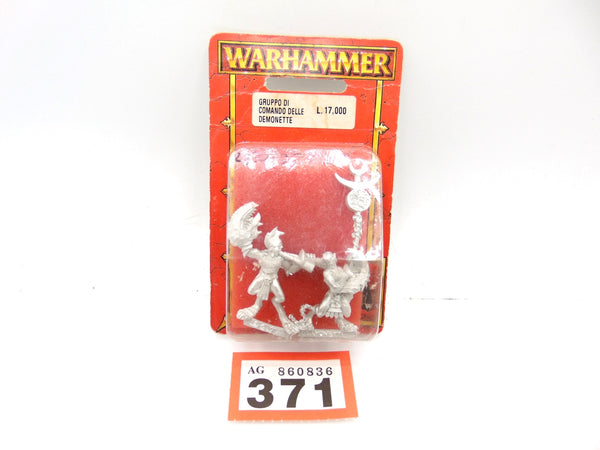 WARHAMMER
GRUPPO DI
COMANDO DELLE L. 17.000
DEMONETTE
AG 860836
371